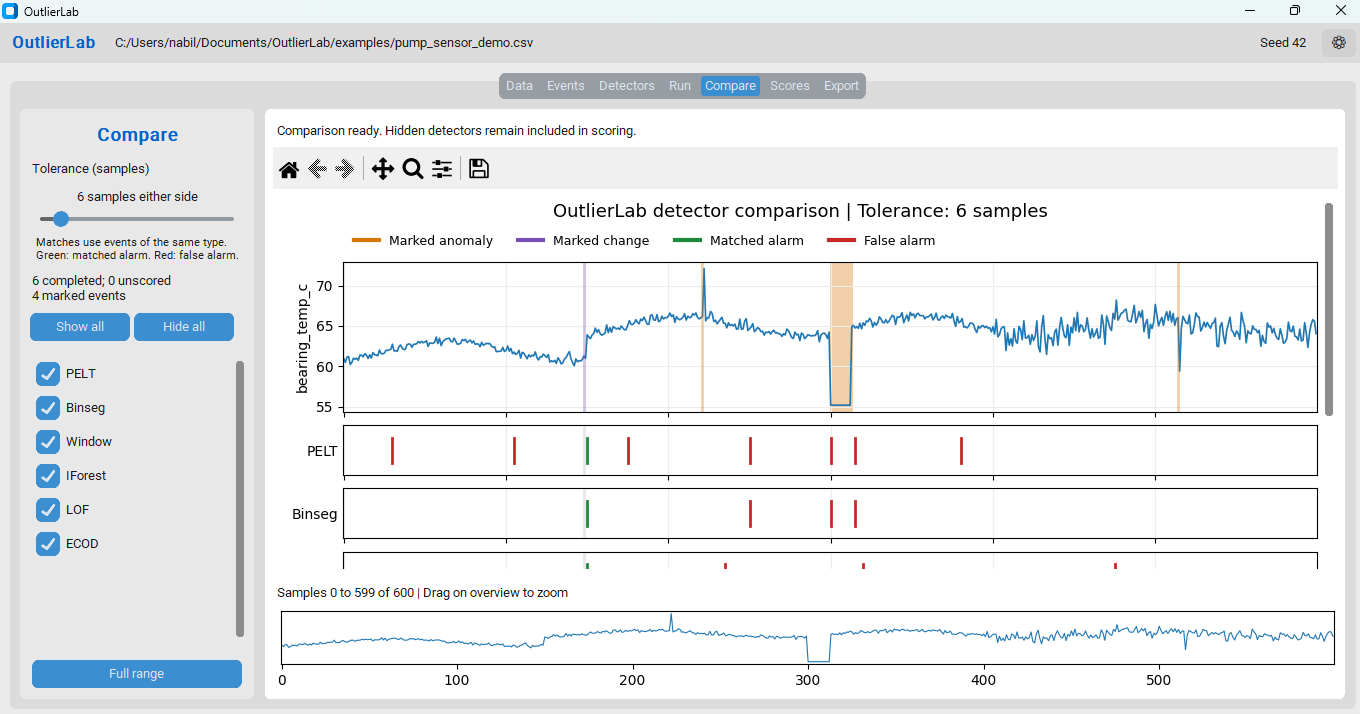 OutlierLab
OutlierLab C:/Users/nabil/Documents/OutlierLab/examples/pump_sensor_demo.csv Seed 42
Data Events Detectors Run Compare Scores Export
Compare
Tolerance (samples)
6 samples either side
Matches use events of the same type.
Green: matched alarm. Red: false alarm.
6 completed; 0 unscored
4 marked events
Show all Hide all
PELT
Binseg
Window
IForest
LOF
ECOD
Full range
Comparison ready. Hidden detectors remain included in scoring.
OutlierLab detector comparison | Tolerance: 6 samples
Marked anomaly Marked change Matched alarm False alarm
bearing_temp_c
70
65
60
55
PELT
Binseg
Samples 0 to 599 of 600 | Drag on overview to zoom
0 100 200 300 400 500